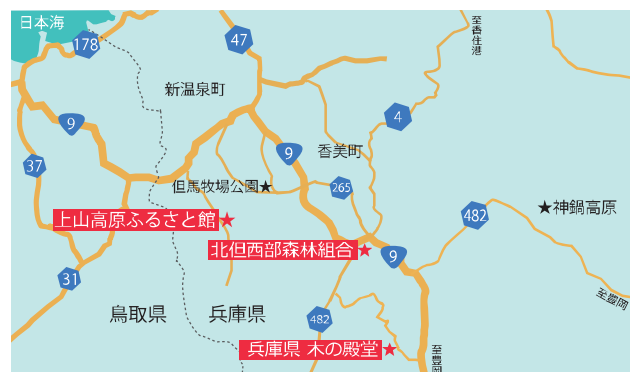 日本海
178
47
至香住港
新温泉町
9
4
9
香美町
37
265
但馬牧場公園★
482
★神鍋高原
上山高原ふるさと館★
北但西部森林組合★
9
31
至豊岡
鳥取県
兵庫県
482
兵庫県 木の殿堂★
至豊岡